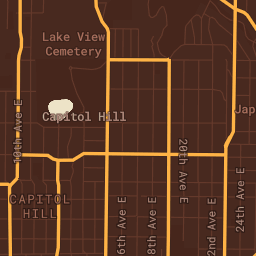 Lake View
Cemetery
Jap
Capitol Hill
10th Ave E
20th Ave E
CAPITOL
HILL
6th Ave E
8th Ave E
2nd Ave E
24th Ave E